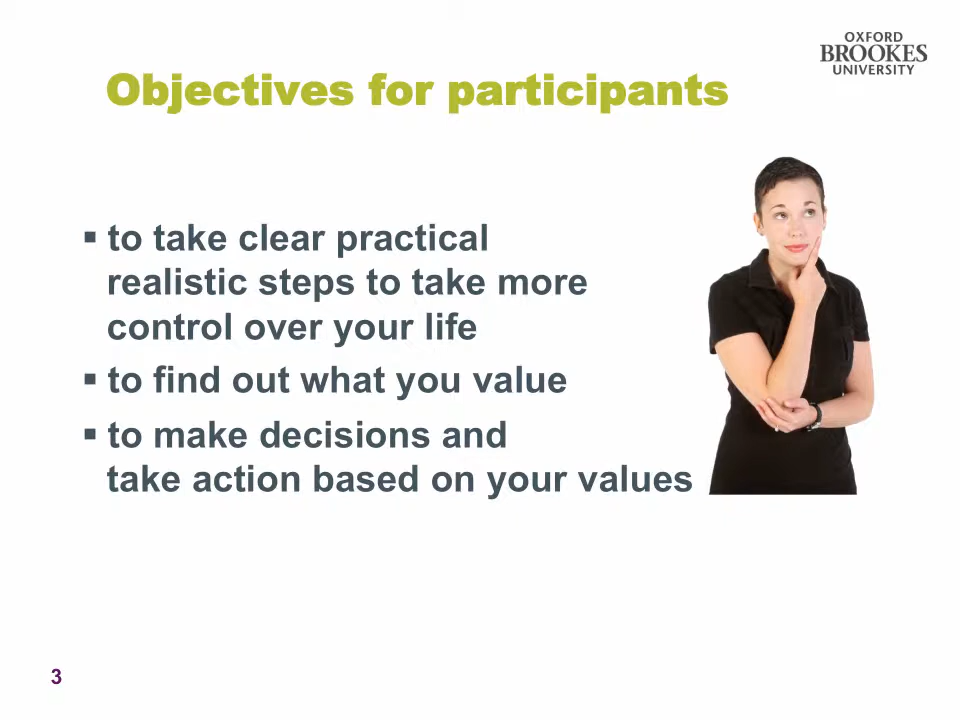 OXFORD
BROOKES
UNIVERSITY
Objectives for participants
▪ to take clear practical
realistic steps to take more
control over your life
▪ to find out what you value
▪ to make decisions and
take action based on your values
3